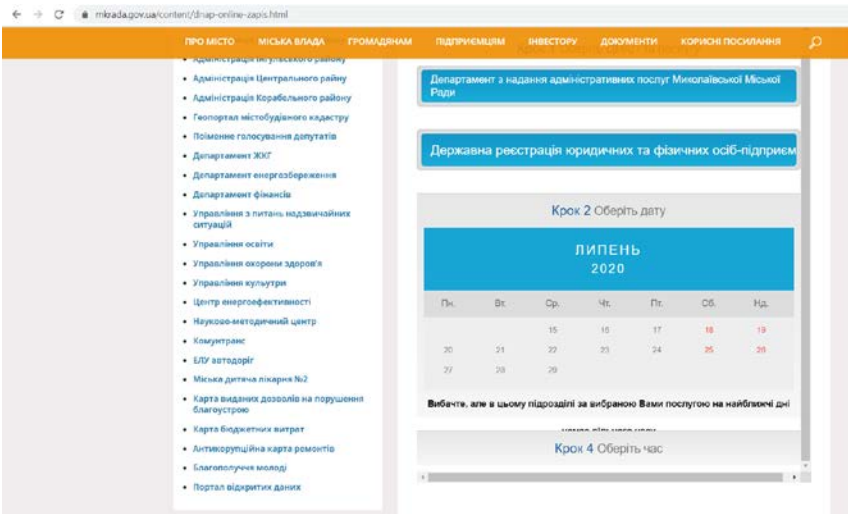 mkrada.gov.ua/content/dnap-online-zapis.html
ПРО МІСТО МІСЬКА ВЛАДА ГРОМАДЯНАМ ПІДПРИЄМЦЯМ ІНВЕСТОРУ ДОКУМЕНТИ КОРИСНІ ПОСИЛАННЯ
Адміністрація Інгульського району
Адміністрація Центрального райну
Адміністрація Корабельного району
Геопортал містобудівного кадастру
Поіменне голосування депутатів
Департамент ЖКГ
Департамент енергозбереження
Департамент фінансів
Управління з питань надзвичайних
ситуацій
Управління освіти
Управління охорони здоров'я
Управління культури
Центр енергоефективності
Науково-методичний центр
Комунтранс
ЕЛУ автодоріг
Міська дитяча лікарня №2
Карта виданих дозволів на порушення
благоустрою
Карта бюджетних витрат
Антикорупційна карта ремонтів
Благополуччя молоді
Портал відкритих даних
Департамент з надання адміністративних послуг Миколаївської Міської
Ради
Державна реєстрація юридичних та фізичних осіб-підприєм
Крок 2 Оберіть дату
ЛИПЕНЬ
2020
Пн. Вт. Ср. Чт. Пт. Сб. Нд.
15 16 17 18 19
20 21 22 23 24 25 26
27 28 29
Вибачте, але в цьому підрозділі за вибраною Вами послугою на найближчі дні
Крок 4 Оберіть час